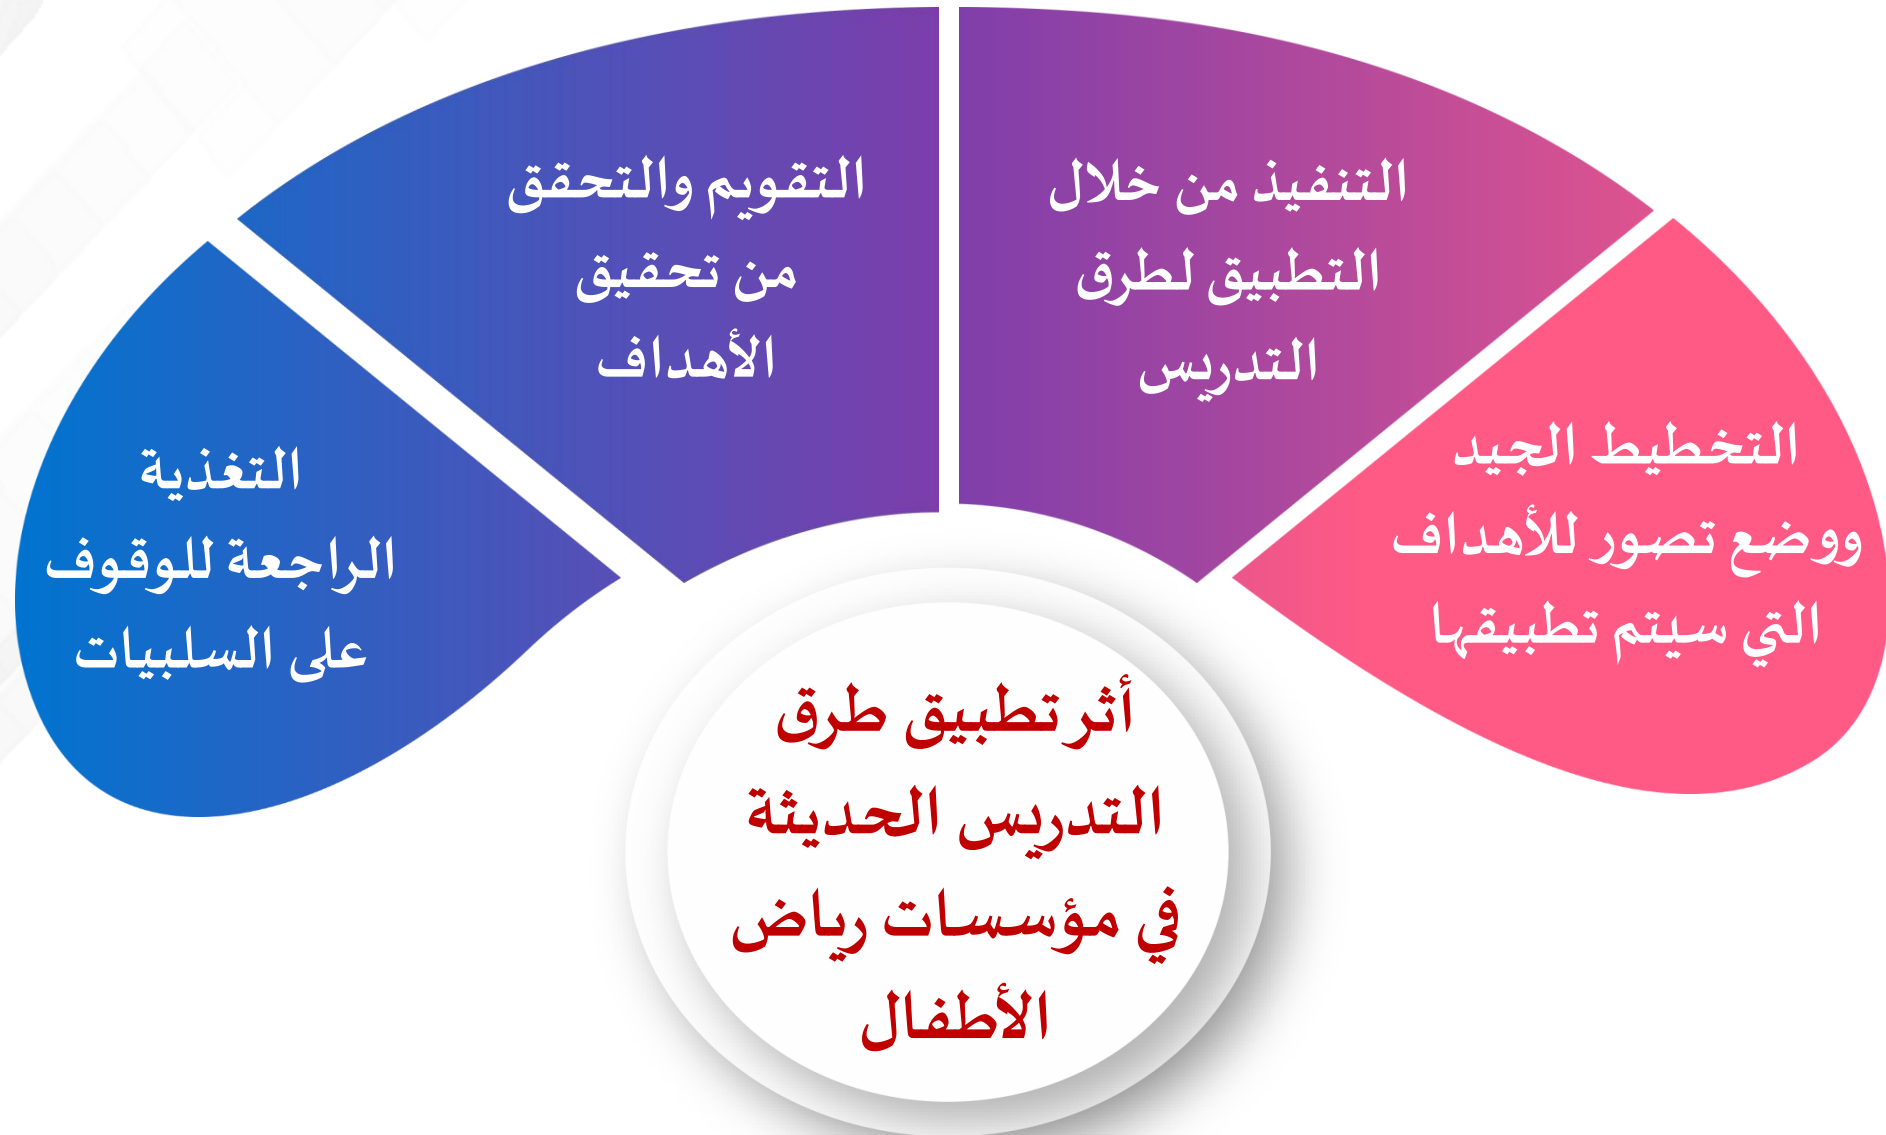 التخطيط الجيد
ووضع تصور للأهداف
التي سيتم تطبيقها
التنفيذ من خلال
التطبيق لطرق
التدريس
التقويم والتحقق
من تحقيق
الأهداف
التغذية
الراجعة للوقوف
على السلبيات
أثر تطبيق طرق
التدريس الحديثة
في مؤسسات رياض
الأطفال